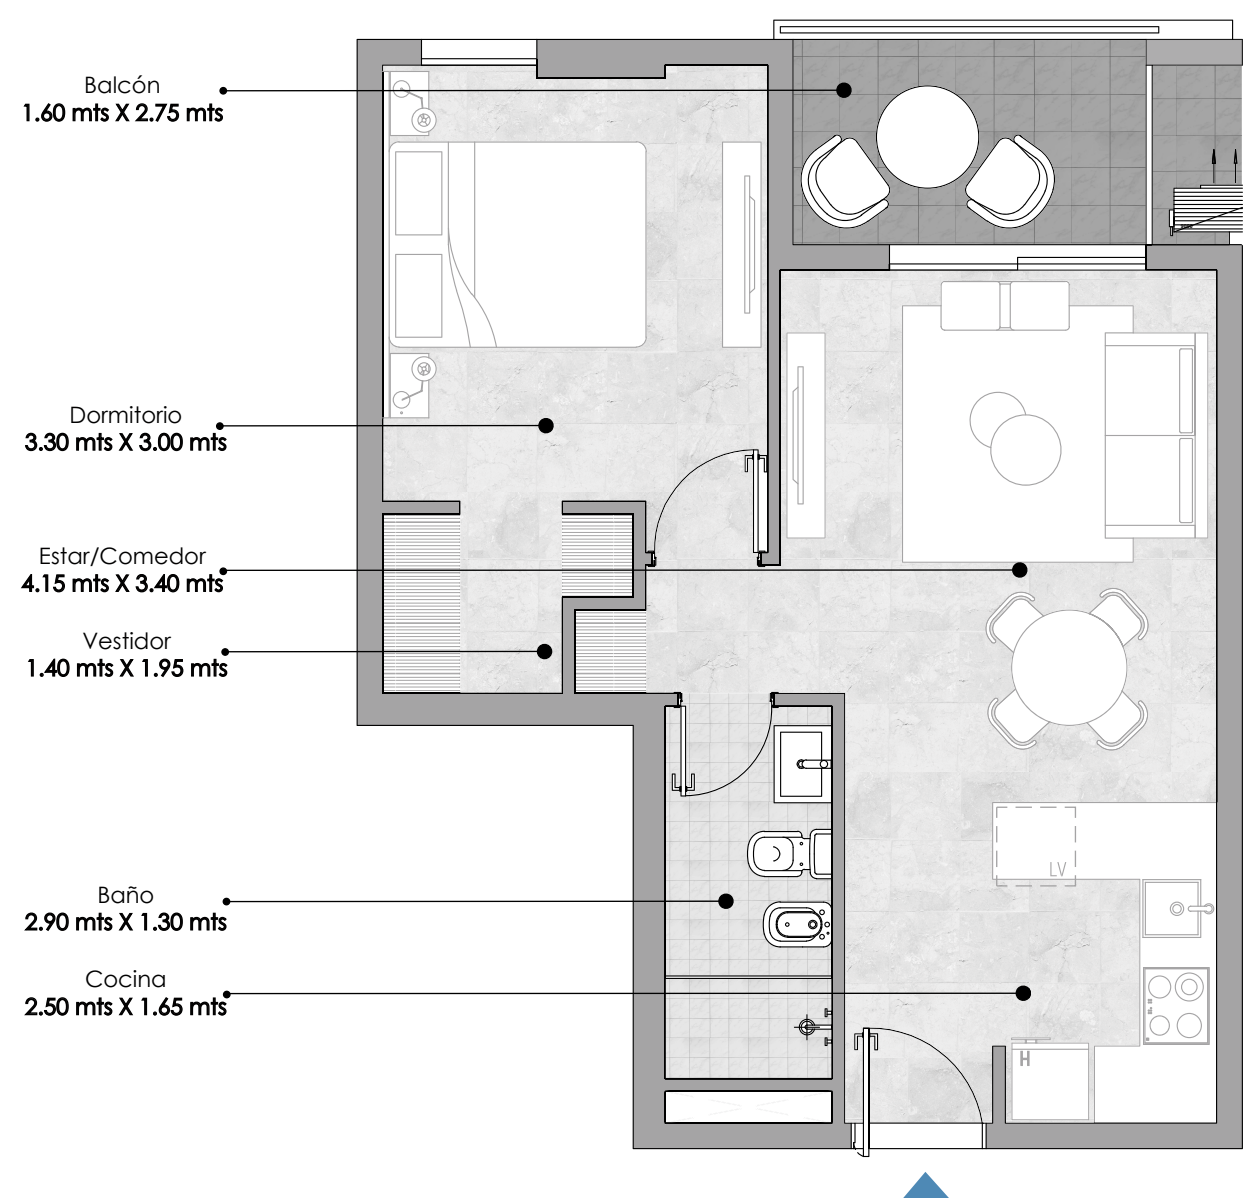 Balcón
1.60 mts X 2.75 mts
Dormitorio
3.30 mts X 3.00 mts
Estar/Comedor
4.15 mts X 3.40 mts
Vestidor
1.40 mts X 1.95 mts
LV
Baño
2.90 mts X 1.30 mts
Cocina
2.50 mts X 1.65 mts
H